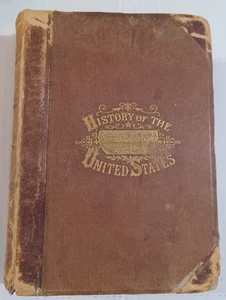 HISTORY OF THE
UNITED STATES